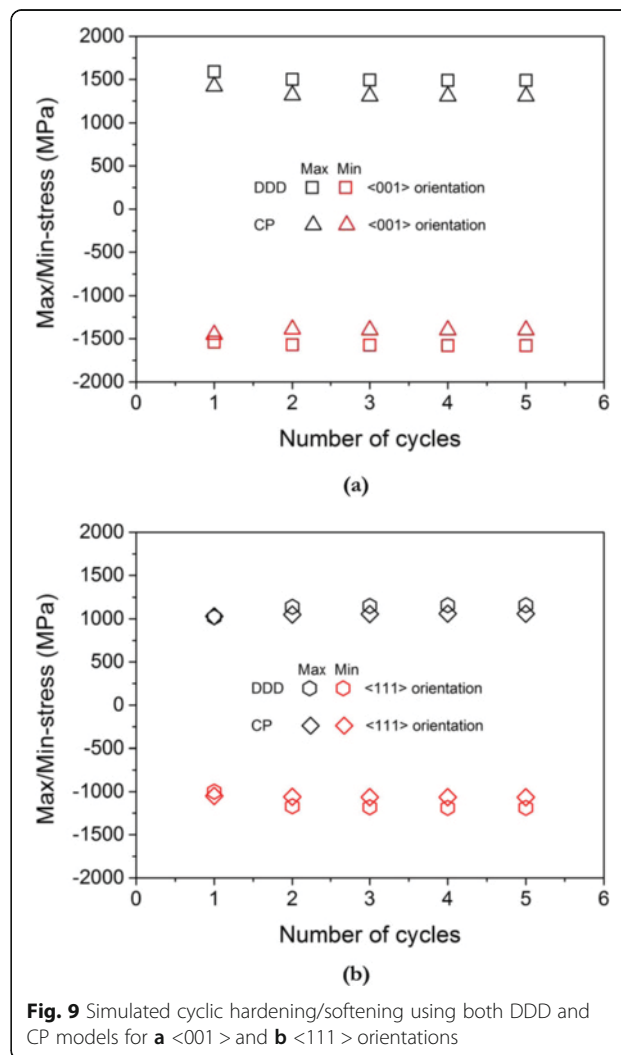 2000
1500
1000
500
0
-500
-1000
-1500
-2000
Max/Min-stress (MPa)
Max Min
DDD <001> orientation
CP <001> orientation
0 1 2 3 4 5 6
Number of cycles
(a)
2000
1500
1000
500
0
-500
-1000
-1500
-2000
Max/Min-stress (MPa)
Max Min
DDD <111> orientation
CP <111> orientation
0 1 2 3 4 5 6
Number of cycles
(b)
Fig. 9 Simulated cyclic hardening/softening using both DDD and
CP models for a <001 > and b <111 > orientations